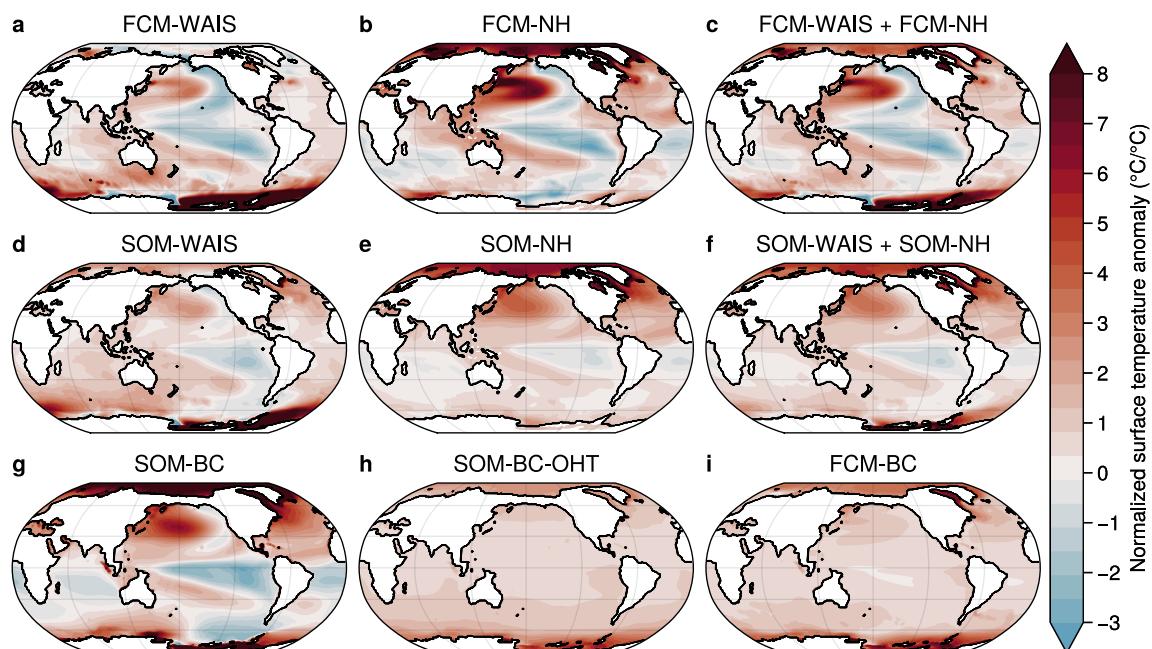 a FCM-WAIS
b FCM-NH
c FCM-WAIS + FCM-NH
d SOM-WAIS
e SOM-NH
f SOM-WAIS + SOM-NH
g SOM-BC
h SOM-BC-OHT
i FCM-BC
8
7
6
5
4
3
2
1
0
−1
−2
−3
Normalized surface temperature anomaly (°C/°C)